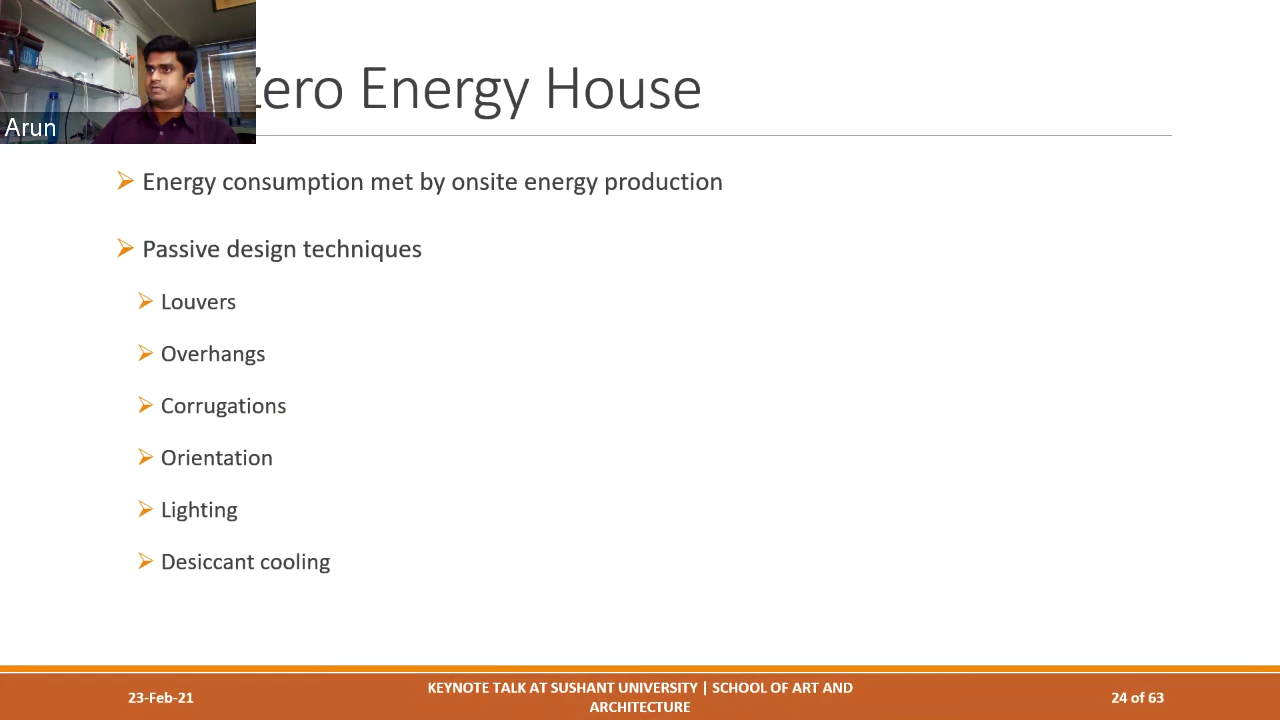 Arun
Zero Energy House
Energy consumption met by onsite energy production
Passive design techniques
Louvers
Overhangs
Corrugations
Orientation
Lighting
Desiccant cooling
23-Feb-21
KEYNOTE TALK AT SUSHANT UNIVERSITY | SCHOOL OF ART AND
ARCHITECTURE
24 of 63